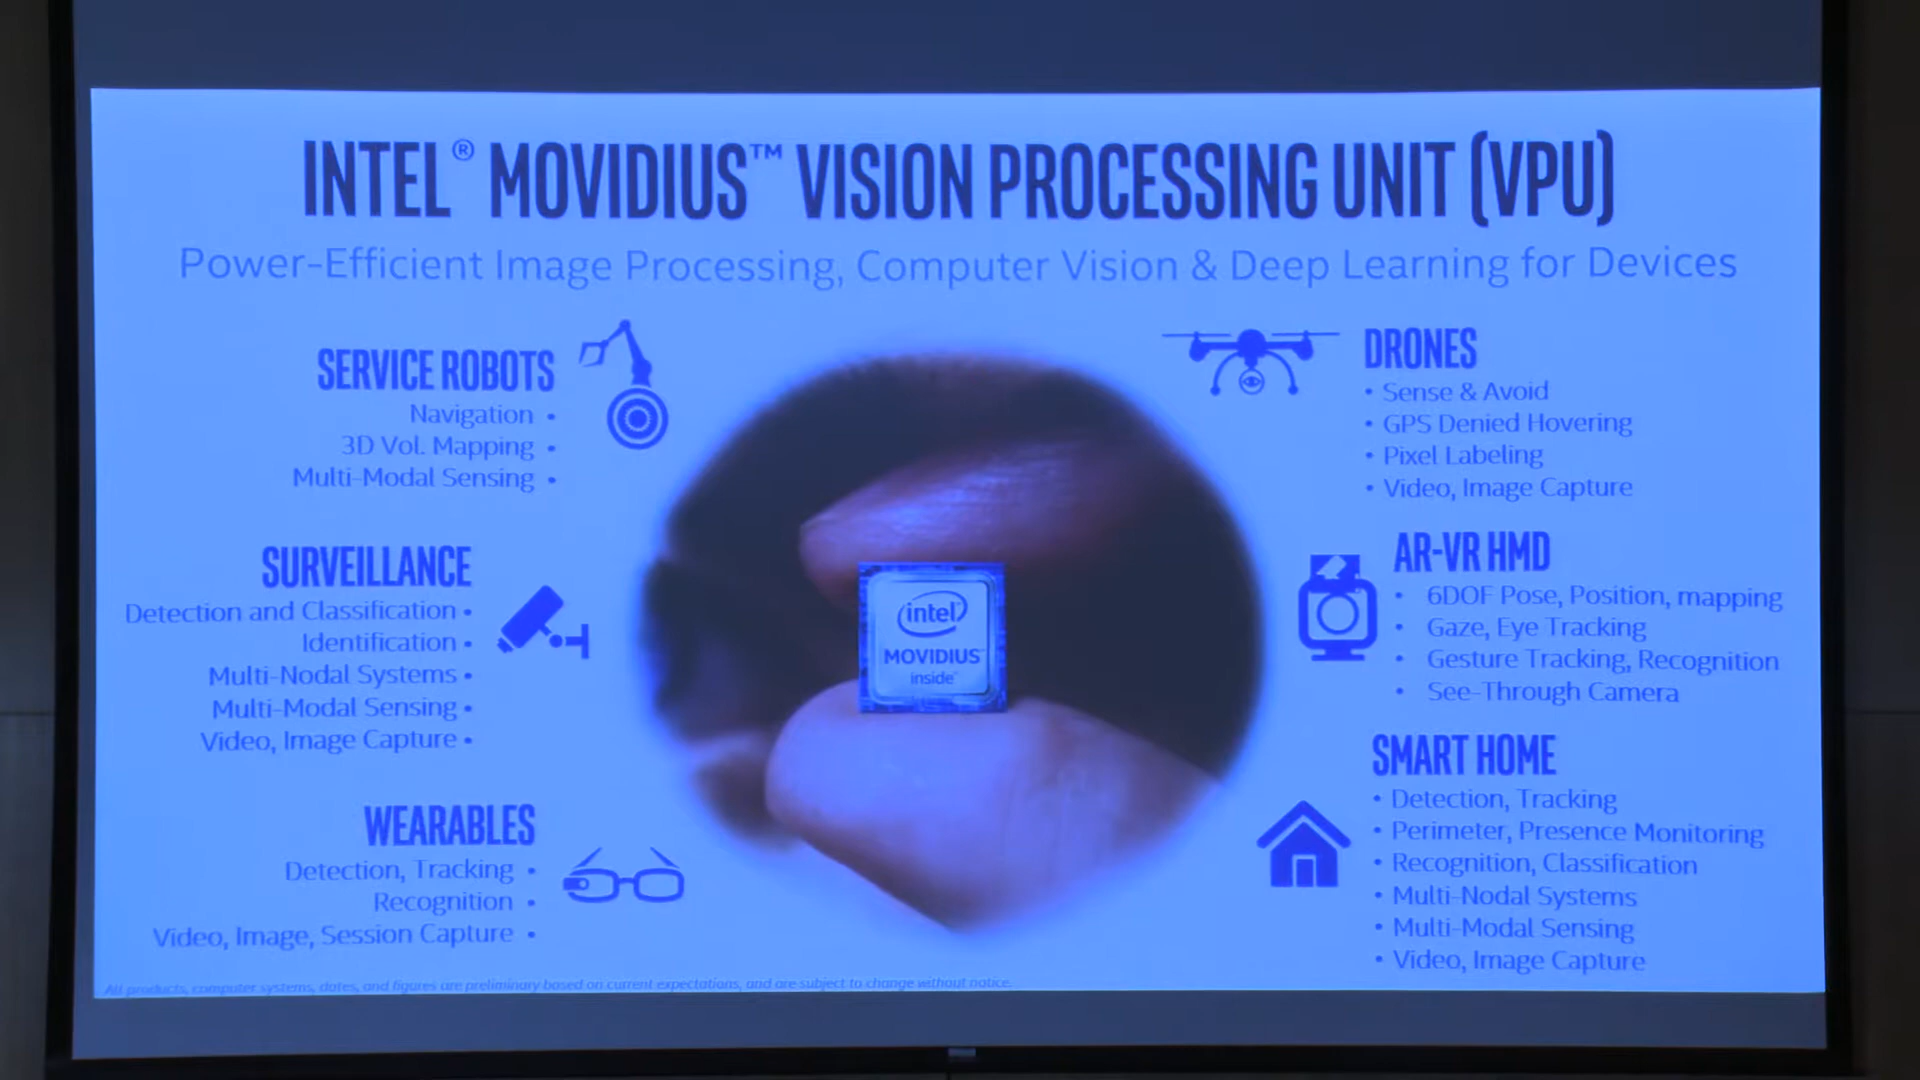 INTEL® MOVIDIUS™ VISION PROCESSING UNIT (VPU)
Power-Efficient Image Processing, Computer Vision & Deep Learning for Devices
SERVICE ROBOTS
Navigation •
3D Vol. Mapping •
Multi-Modal Sensing •
SURVEILLANCE
Detection and Classification •
Identification •
Multi-Nodal Systems •
Multi-Modal Sensing •
Video, Image Capture •
WEARABLES
Detection, Tracking •
Recognition •
Video, Image, Session Capture •
intel®
MOVIDIUS™
inside™
DRONES
• Sense & Avoid
• GPS Denied Hovering
• Pixel Labeling
• Video, Image Capture
AR-VR HMD
• 6DOF Pose, Position, mapping
• Gaze, Eye Tracking
• Gesture Tracking, Recognition
• See-Through Camera
SMART HOME
• Detection, Tracking
• Perimeter, Presence Monitoring
• Recognition, Classification
• Multi-Nodal Systems
• Multi-Modal Sensing
• Video, Image Capture
All products, computer systems, dates, and figures are preliminary based on current expectations, and are subject to change without notice.